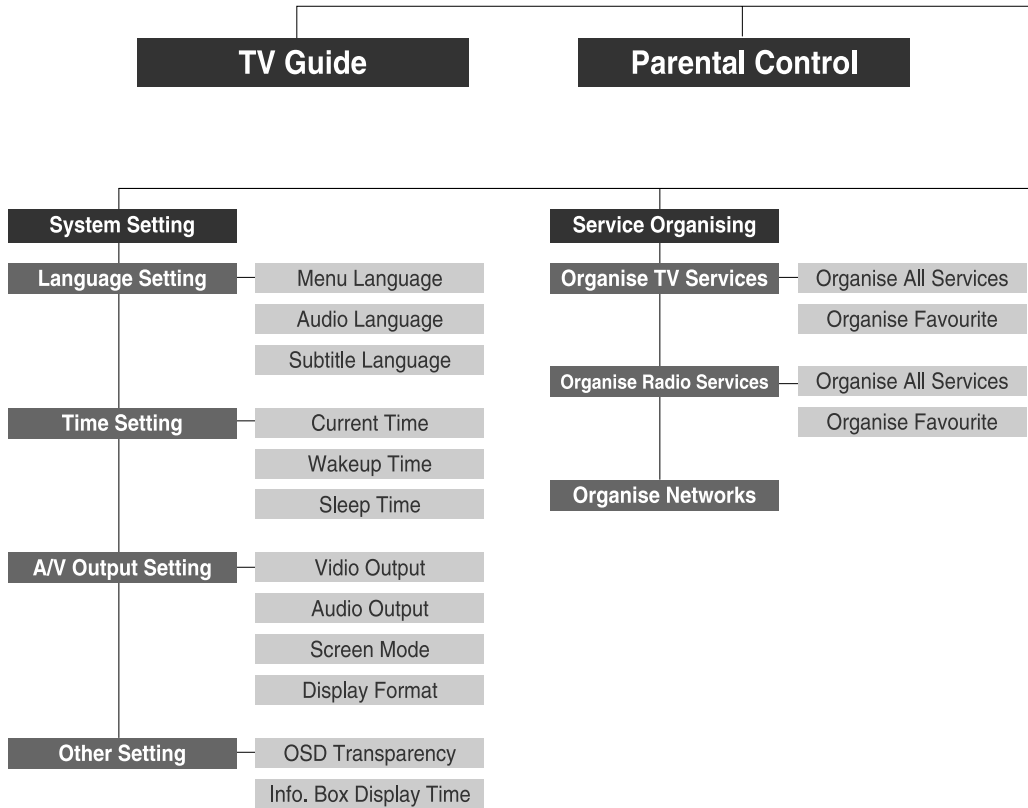 TV Guide
Parental Control
System Setting
Language Setting
Menu Language
Audio Language
Subtitle Language
Time Setting
Current Time
Wakeup Time
Sleep Time
A/V Output Setting
Vidio Output
Audio Output
Screen Mode
Display Format
Other Setting
OSD Transparency
Info. Box Display Time
Service Organising
Organise TV Services
Organise All Services
Organise Favourite
Organise Radio Services
Organise All Services
Organise Favourite
Organise Networks